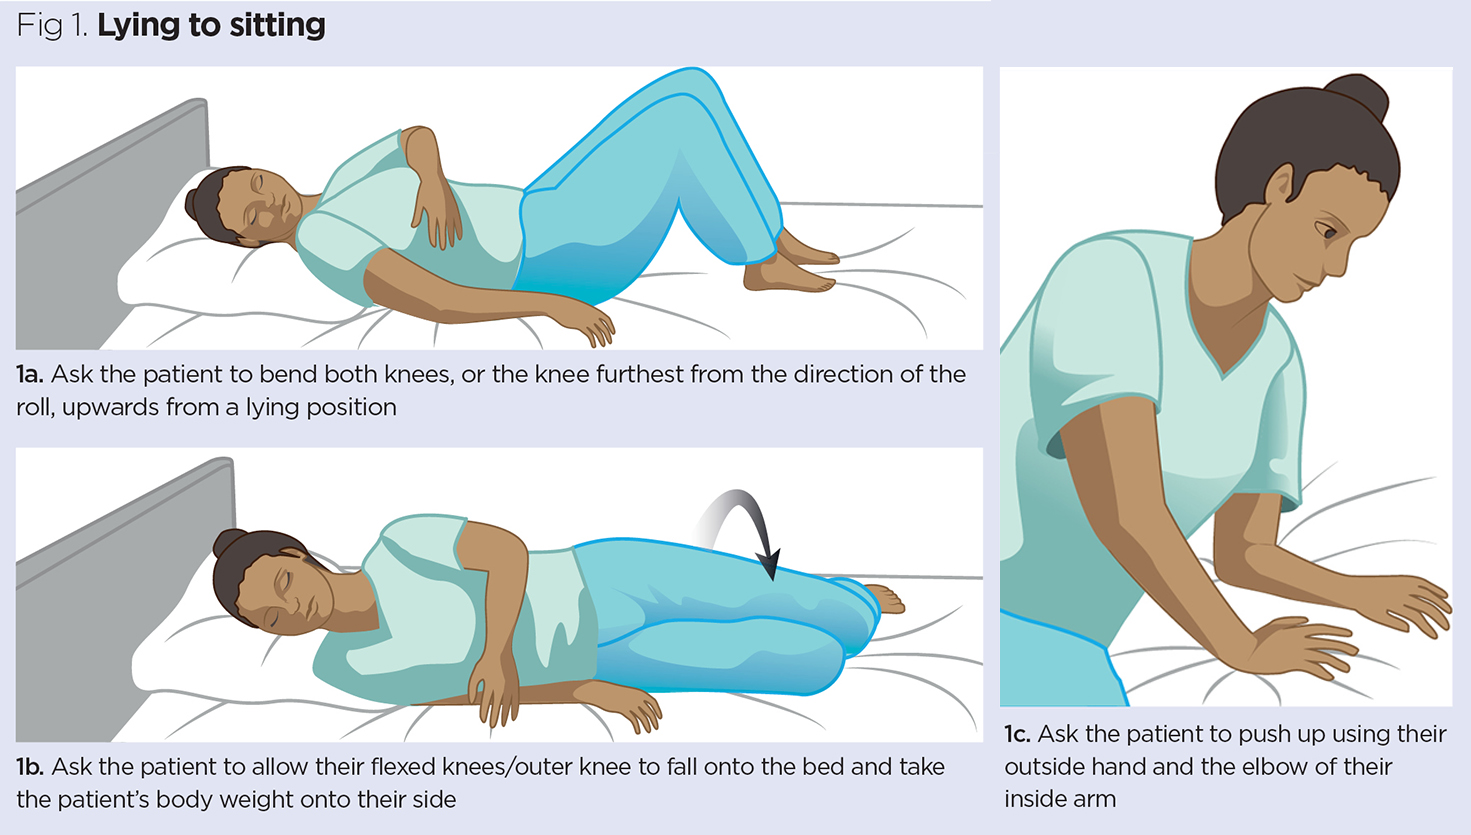 Fig 1. Lying to sitting
1a. Ask the patient to bend both knees, or the knee furthest from the direction of the
roll, upwards from a lying position
1b. Ask the patient to allow their flexed knees/outer knee to fall onto the bed and take
the patient's body weight onto their side
1c. Ask the patient to push up using their
outside hand and the elbow of their
inside arm